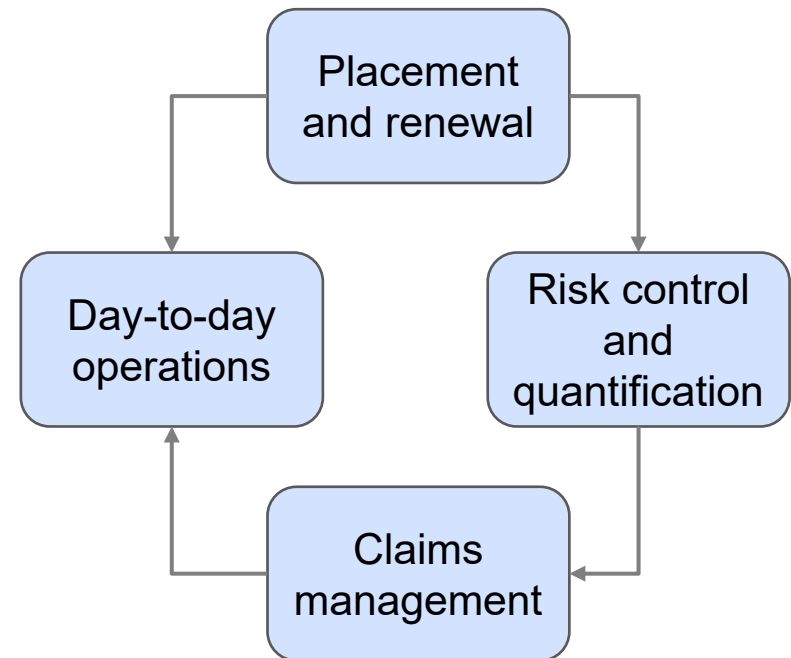 Placement
and renewal
Day-to-day
operations
Risk control
and
quantification
Claims
management